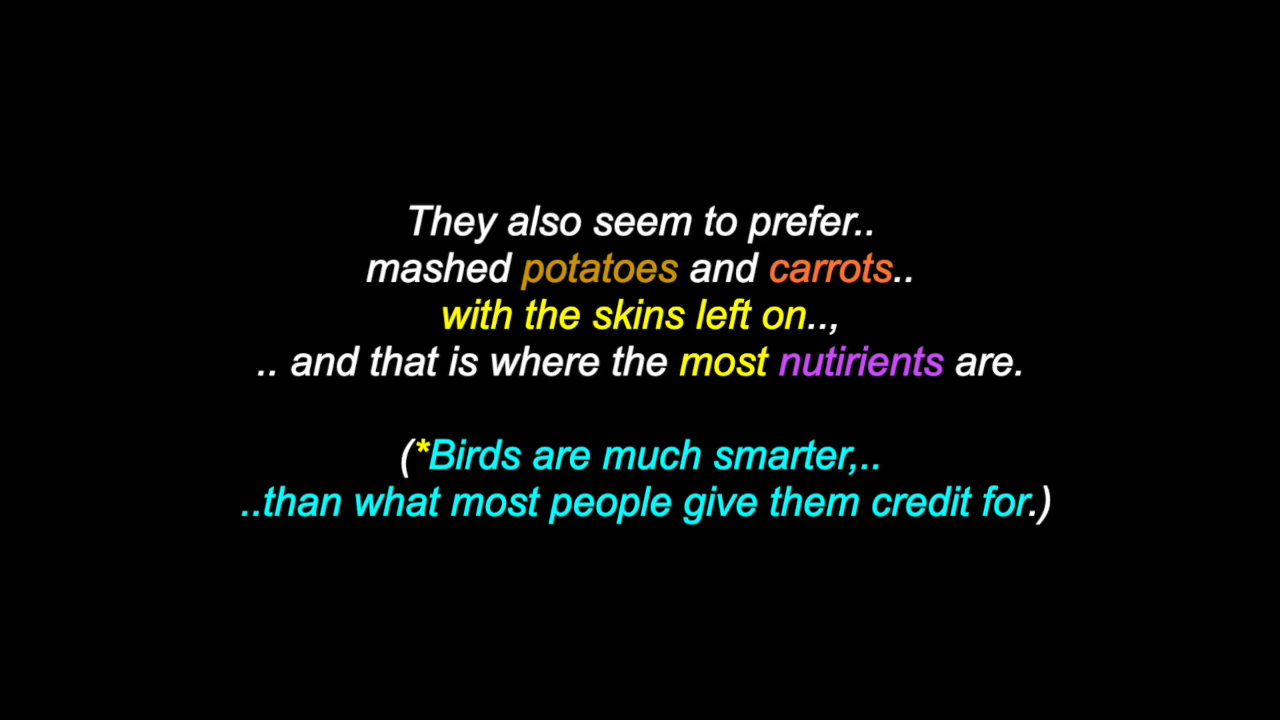 They also seem to prefer..
mashed potatoes and carrots..
with the skins left on..,
.. and that is where the most nutirients are.
(*Birds are much smarter,..
..than what most people give them credit for.)